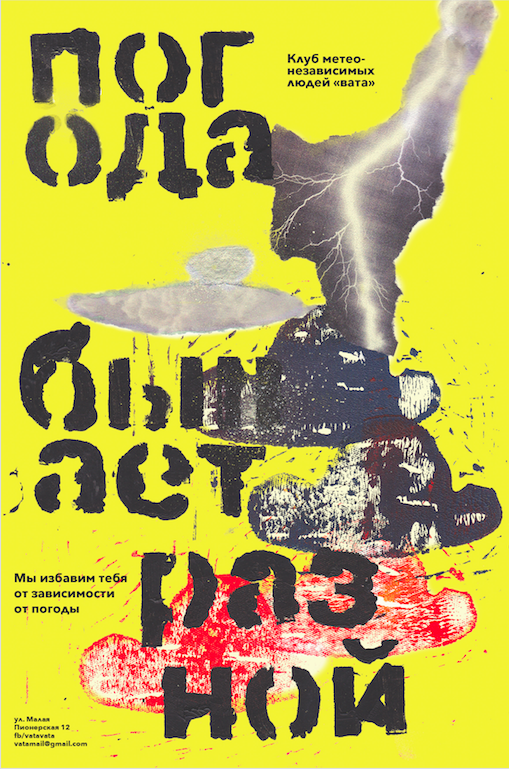 пог
ода
Клуб метео-
независимых
людей «вата»
быв
ает
Мы избавим тебя
от зависимости
от погоды
раз
ной
ул. Малая
Пионерская 12
fb/vatavata
vatamail@gmail.com